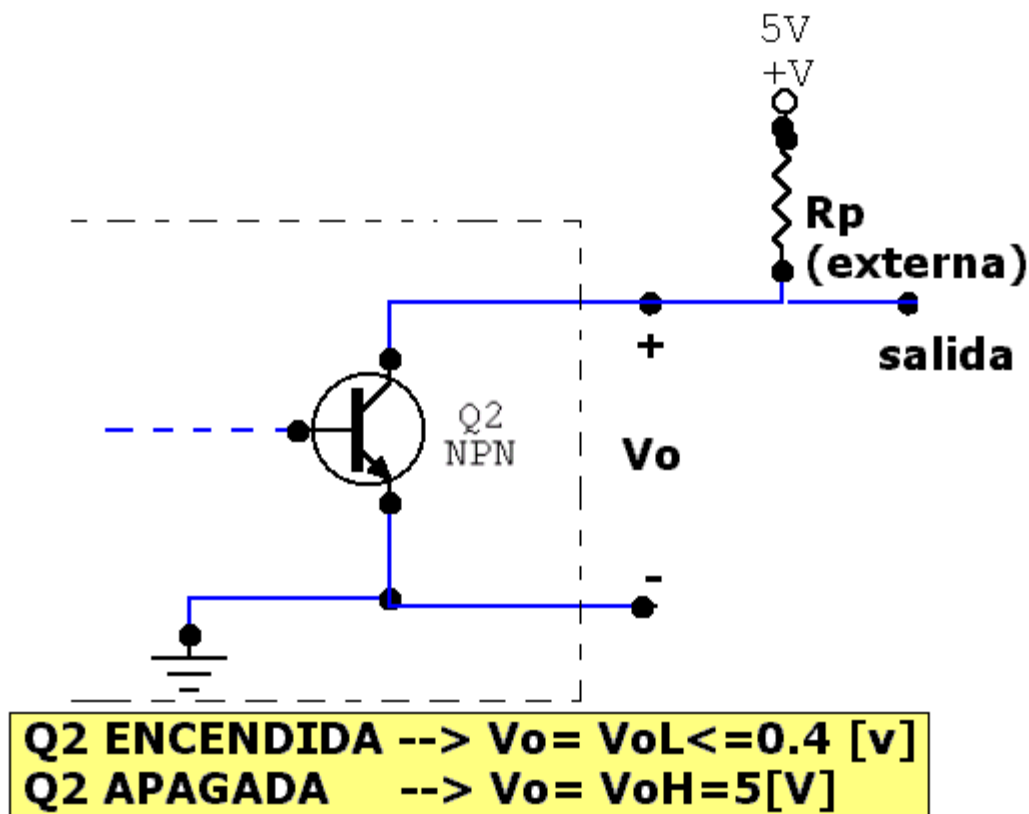 5V
+V
Rp
(externa)
+
salida
Q2
NPN
Vo
-
Q2 ENCENDIDA --> Vo= VoL<=0.4 [v]
Q2 APAGADA --> Vo= VoH=5[V]